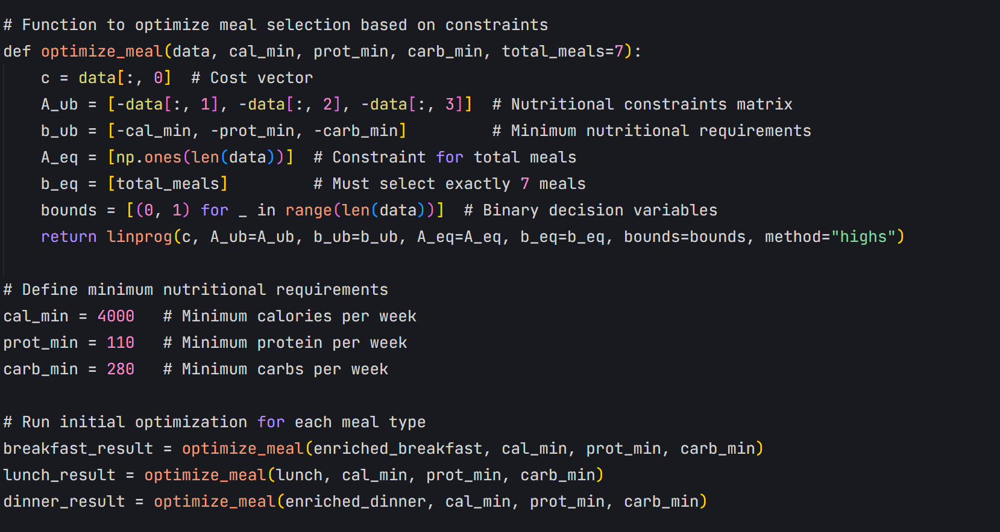 # Function to optimize meal selection based on constraints
def optimize_meal(data, cal_min, prot_min, carb_min, total_meals=7):
    c = data[:, 0]  # Cost vector
    A_ub = [-data[:, 1], -data[:, 2], -data[:, 3]]  # Nutritional constraints matrix
    b_ub = [-cal_min, -prot_min, -carb_min]         # Minimum nutritional requirements
    A_eq = [np.ones(len(data))]  # Constraint for total meals
    b_eq = [total_meals]         # Must select exactly 7 meals
    bounds = [(0, 1) for _ in range(len(data))]  # Binary decision variables
    return linprog(c, A_ub=A_ub, b_ub=b_ub, A_eq=A_eq, b_eq=b_eq, bounds=bounds, method="highs")

# Define minimum nutritional requirements
cal_min = 4000   # Minimum calories per week
prot_min = 110   # Minimum protein per week
carb_min = 280   # Minimum carbs per week

# Run initial optimization for each meal type
breakfast_result = optimize_meal(enriched_breakfast, cal_min, prot_min, carb_min)
lunch_result = optimize_meal(lunch, cal_min, prot_min, carb_min)
dinner_result = optimize_meal(enriched_dinner, cal_min, prot_min, carb_min)